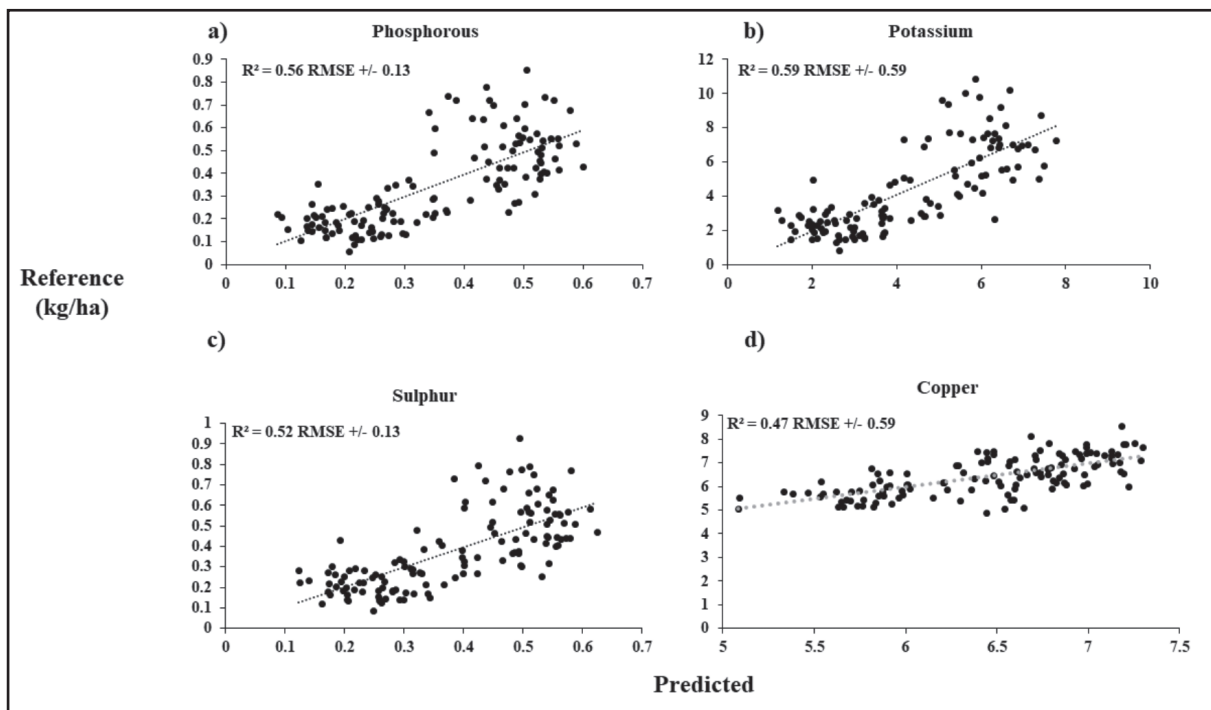 a)
Phosphorous
R² = 0.56 RMSE +/- 0.13
0.9
0.8
0.7
0.6
0.5
0.4
0.3
0.2
0.1
0
0 0.1 0.2 0.3 0.4 0.5 0.6 0.7
b)
Potassium
R² = 0.59 RMSE +/- 0.59
12
10
8
6
4
2
0
0 2 4 6 8 10
Reference
(kg/ha)
c)
Sulphur
R² = 0.52 RMSE +/- 0.13
1
0.9
0.8
0.7
0.6
0.5
0.4
0.3
0.2
0.1
0
0 0.1 0.2 0.3 0.4 0.5 0.6 0.7
d)
Copper
R² = 0.47 RMSE +/- 0.59
9
8
7
6
5
4
3
2
1
0
5 5.5 6 6.5 7 7.5
Predicted